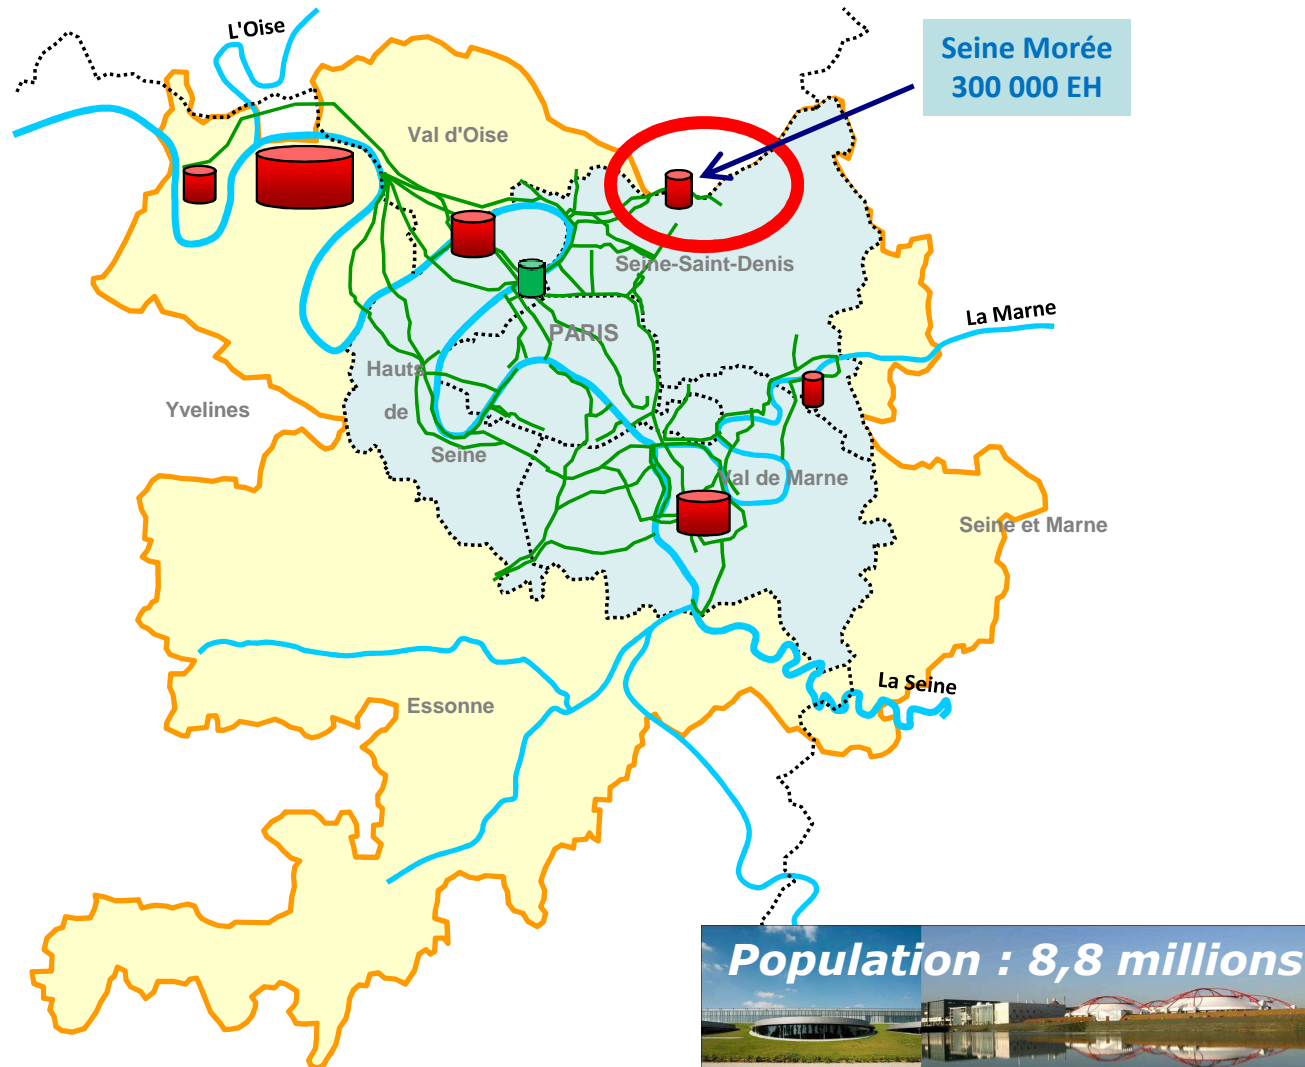 L'Oise
Seine Morée
300 000 EH
Val d'Oise
Seine-Saint-Denis
La Marne
PARIS
Hauts
de
Seine
Yvelines
Val de Marne
Seine et Marne
La Seine
Essonne
Population : 8,8 millions